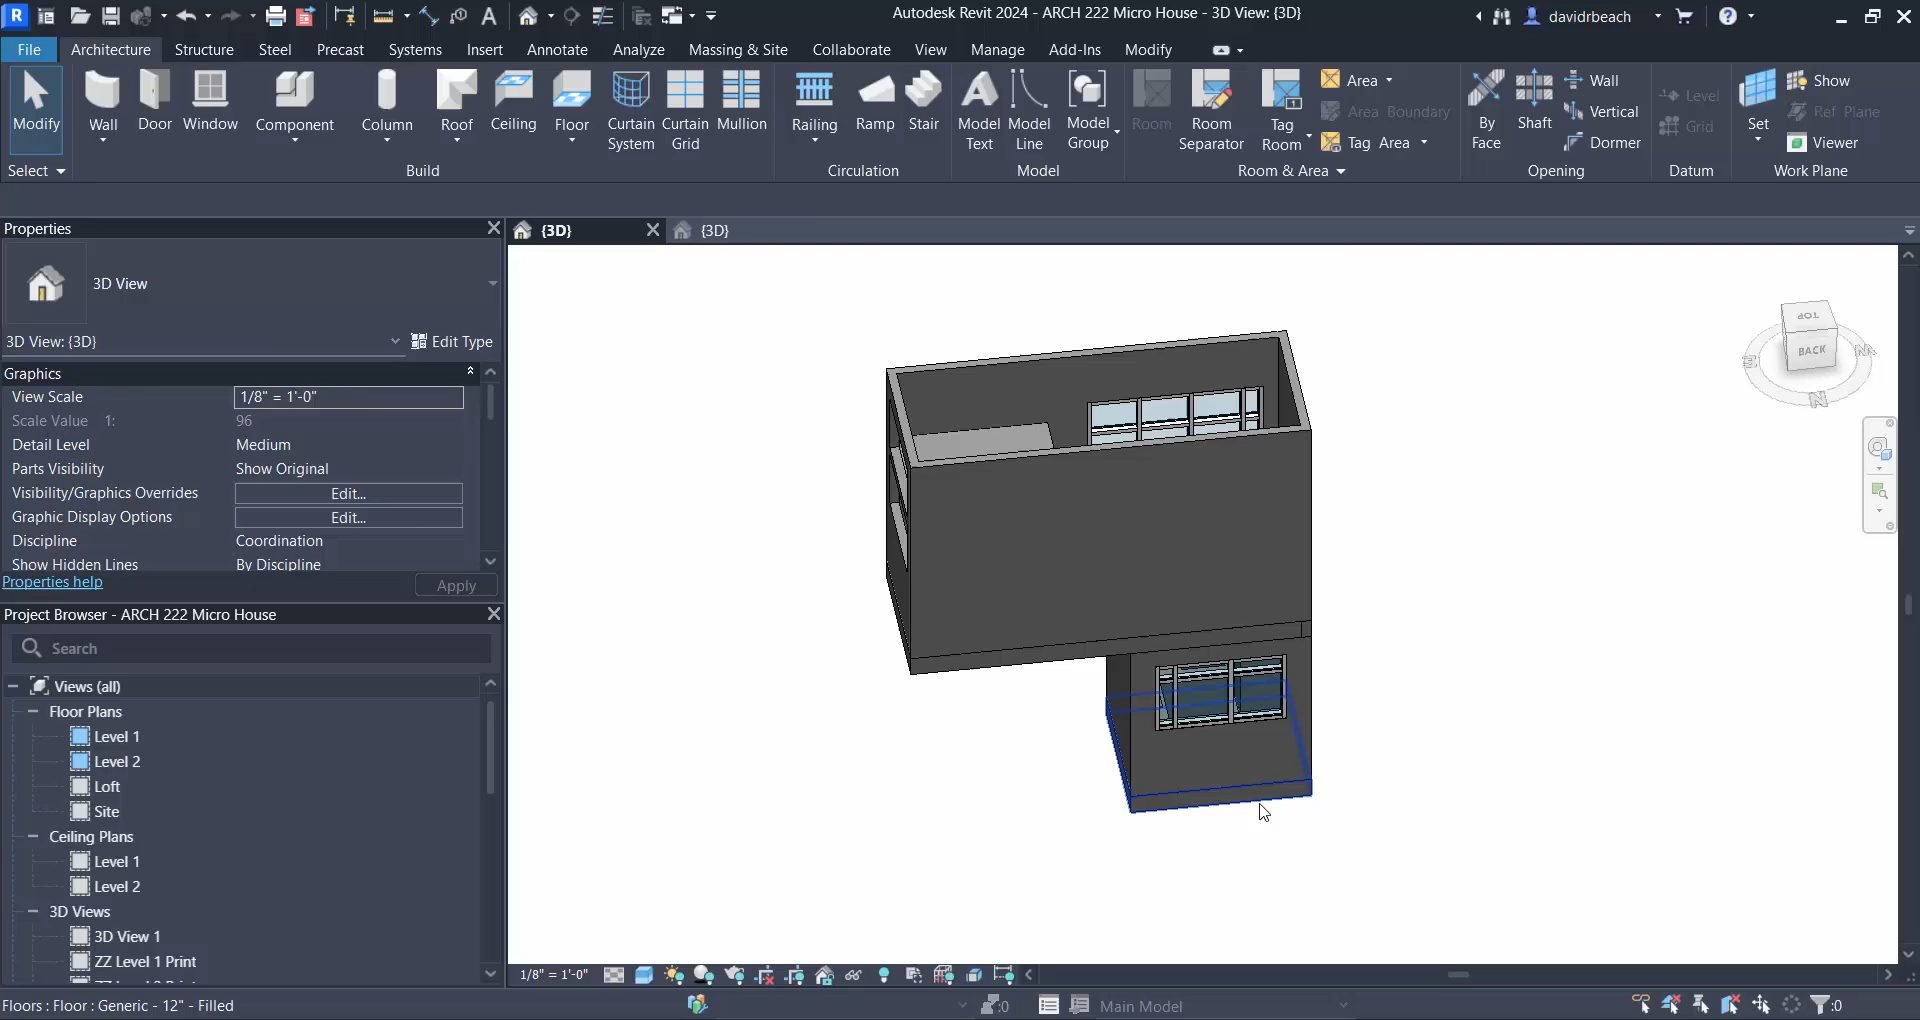 Autodesk Revit 2024 - ARCH 222 Micro House - 3D View: {3D}
davidrbeach
File Architecture Structure Steel Precast Systems Insert Annotate Analyze Massing & Site Collaborate View Manage Add-Ins Modify
Modify
Wall
Door
Window
Component
Column
Roof
Ceiling
Floor
Curtain System
Curtain Grid
Mullion
Railing
Ramp
Stair
Model Text
Model Line
Model Group
Room
Room Separator
Tag Room
Area
Area Boundary
Tag Area
By Face
Shaft
Wall
Vertical
Dormer
Level
Grid
Set
Show
Ref Plane
Viewer
Select
Build
Circulation
Model
Room & Area
Opening
Datum
Work Plane
Properties
{3D}
{3D}
3D View
3D View: {3D}
Edit Type
Graphics
View Scale 1/8" = 1'-0"
Scale Value 1: 96
Detail Level Medium
Parts Visibility Show Original
Visibility/Graphics Overrides Edit...
Graphic Display Options Edit...
Discipline Coordination
Show Hidden Lines By Discipline
Properties help
Apply
Project Browser - ARCH 222 Micro House
Search
Views (all)
Floor Plans
Level 1
Level 2
Loft
Site
Ceiling Plans
Level 1
Level 2
3D Views
3D View 1
ZZ Level 1 Print
TOP
BACK
N
W
E
1/8" = 1'-0"
Floors : Floor : Generic - 12" - Filled
:0
Main Model
:0